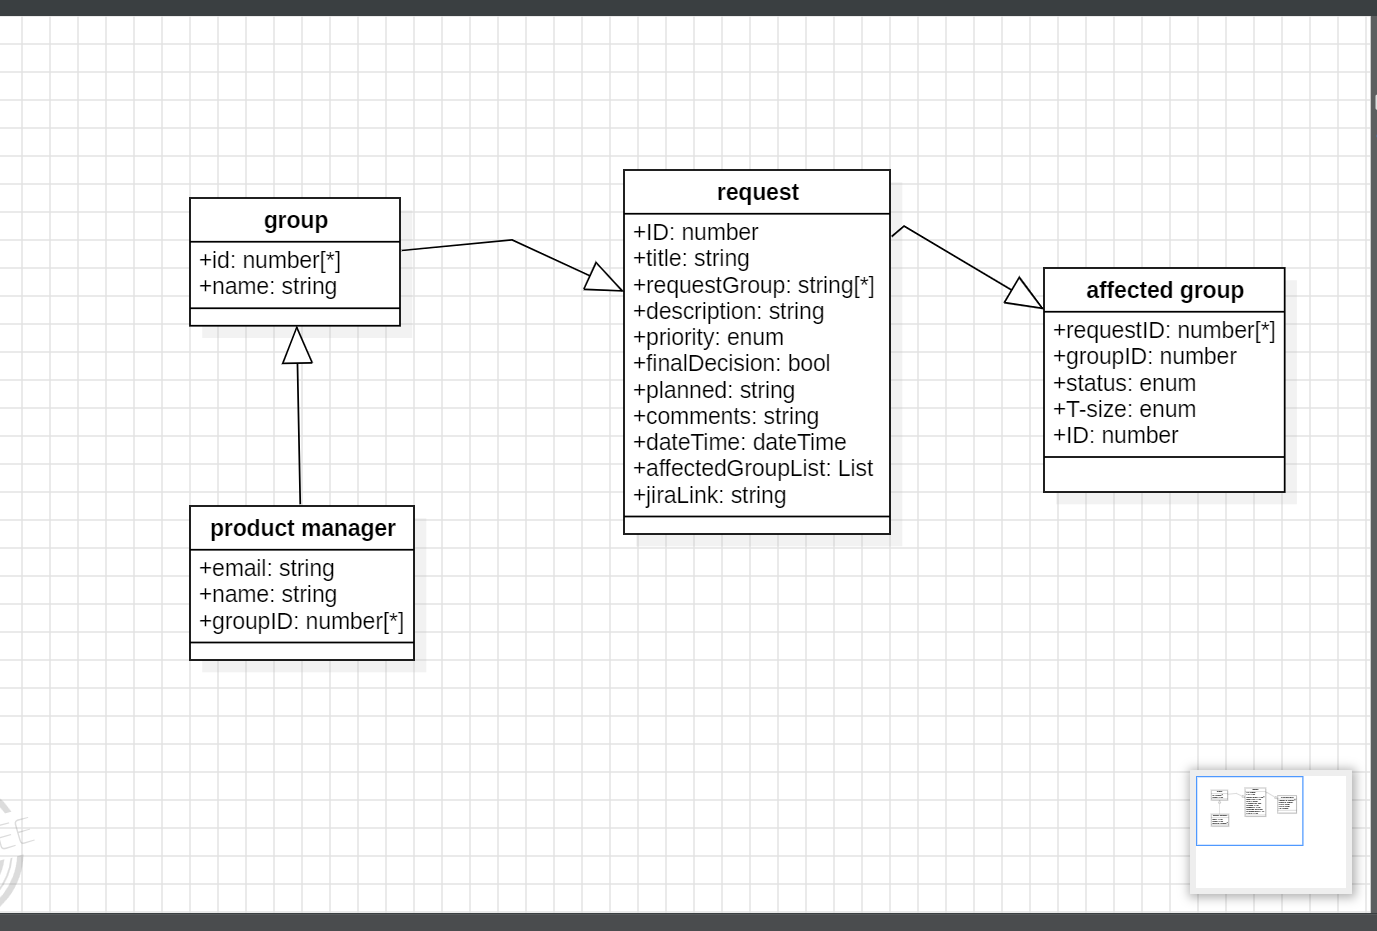 group
+id: number[*]
+name: string
request
+ID: number
+title: string
+requestGroup: string[*]
+description: string
+priority: enum
+finalDecision: bool
+planned: string
+comments: string
+dateTime: dateTime
+affectedGroupList: List
+jiraLink: string
affected group
+requestID: number[*]
+groupID: number
+status: enum
+T-size: enum
+ID: number
product manager
+email: string
+name: string
+groupID: number[*]